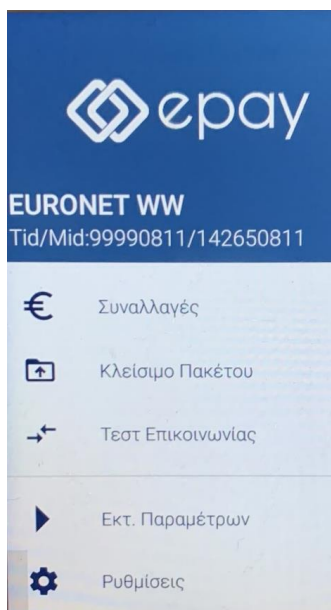 epay
EURONET WW
Tid/Mid:99990811/142650811
Συναλλαγές
Κλείσιμο Πακέτου
Τεστ Επικοινωνίας
Εκτ. Παραμέτρων
Ρυθμίσεις